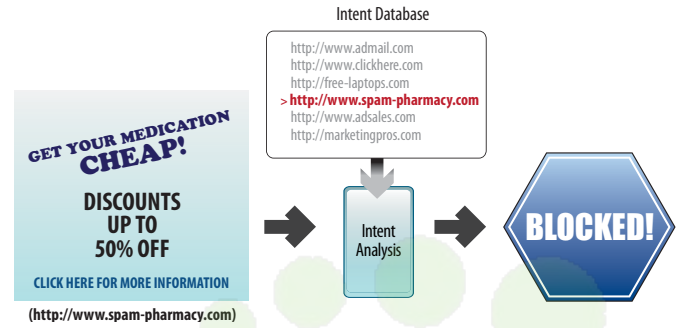 Intent Database
http://www.admail.com
http://www.clickhere.com
http://free-laptops.com
> http://www.spam-pharmacy.com
http://www.adsales.com
http://marketingpros.com
GET YOUR MEDICATION
CHEAP!
DISCOUNTS
UP TO
50% OFF
CLICK HERE FOR MORE INFORMATION
(http://www.spam-pharmacy.com)
Intent
Analysis
BLOCKED!